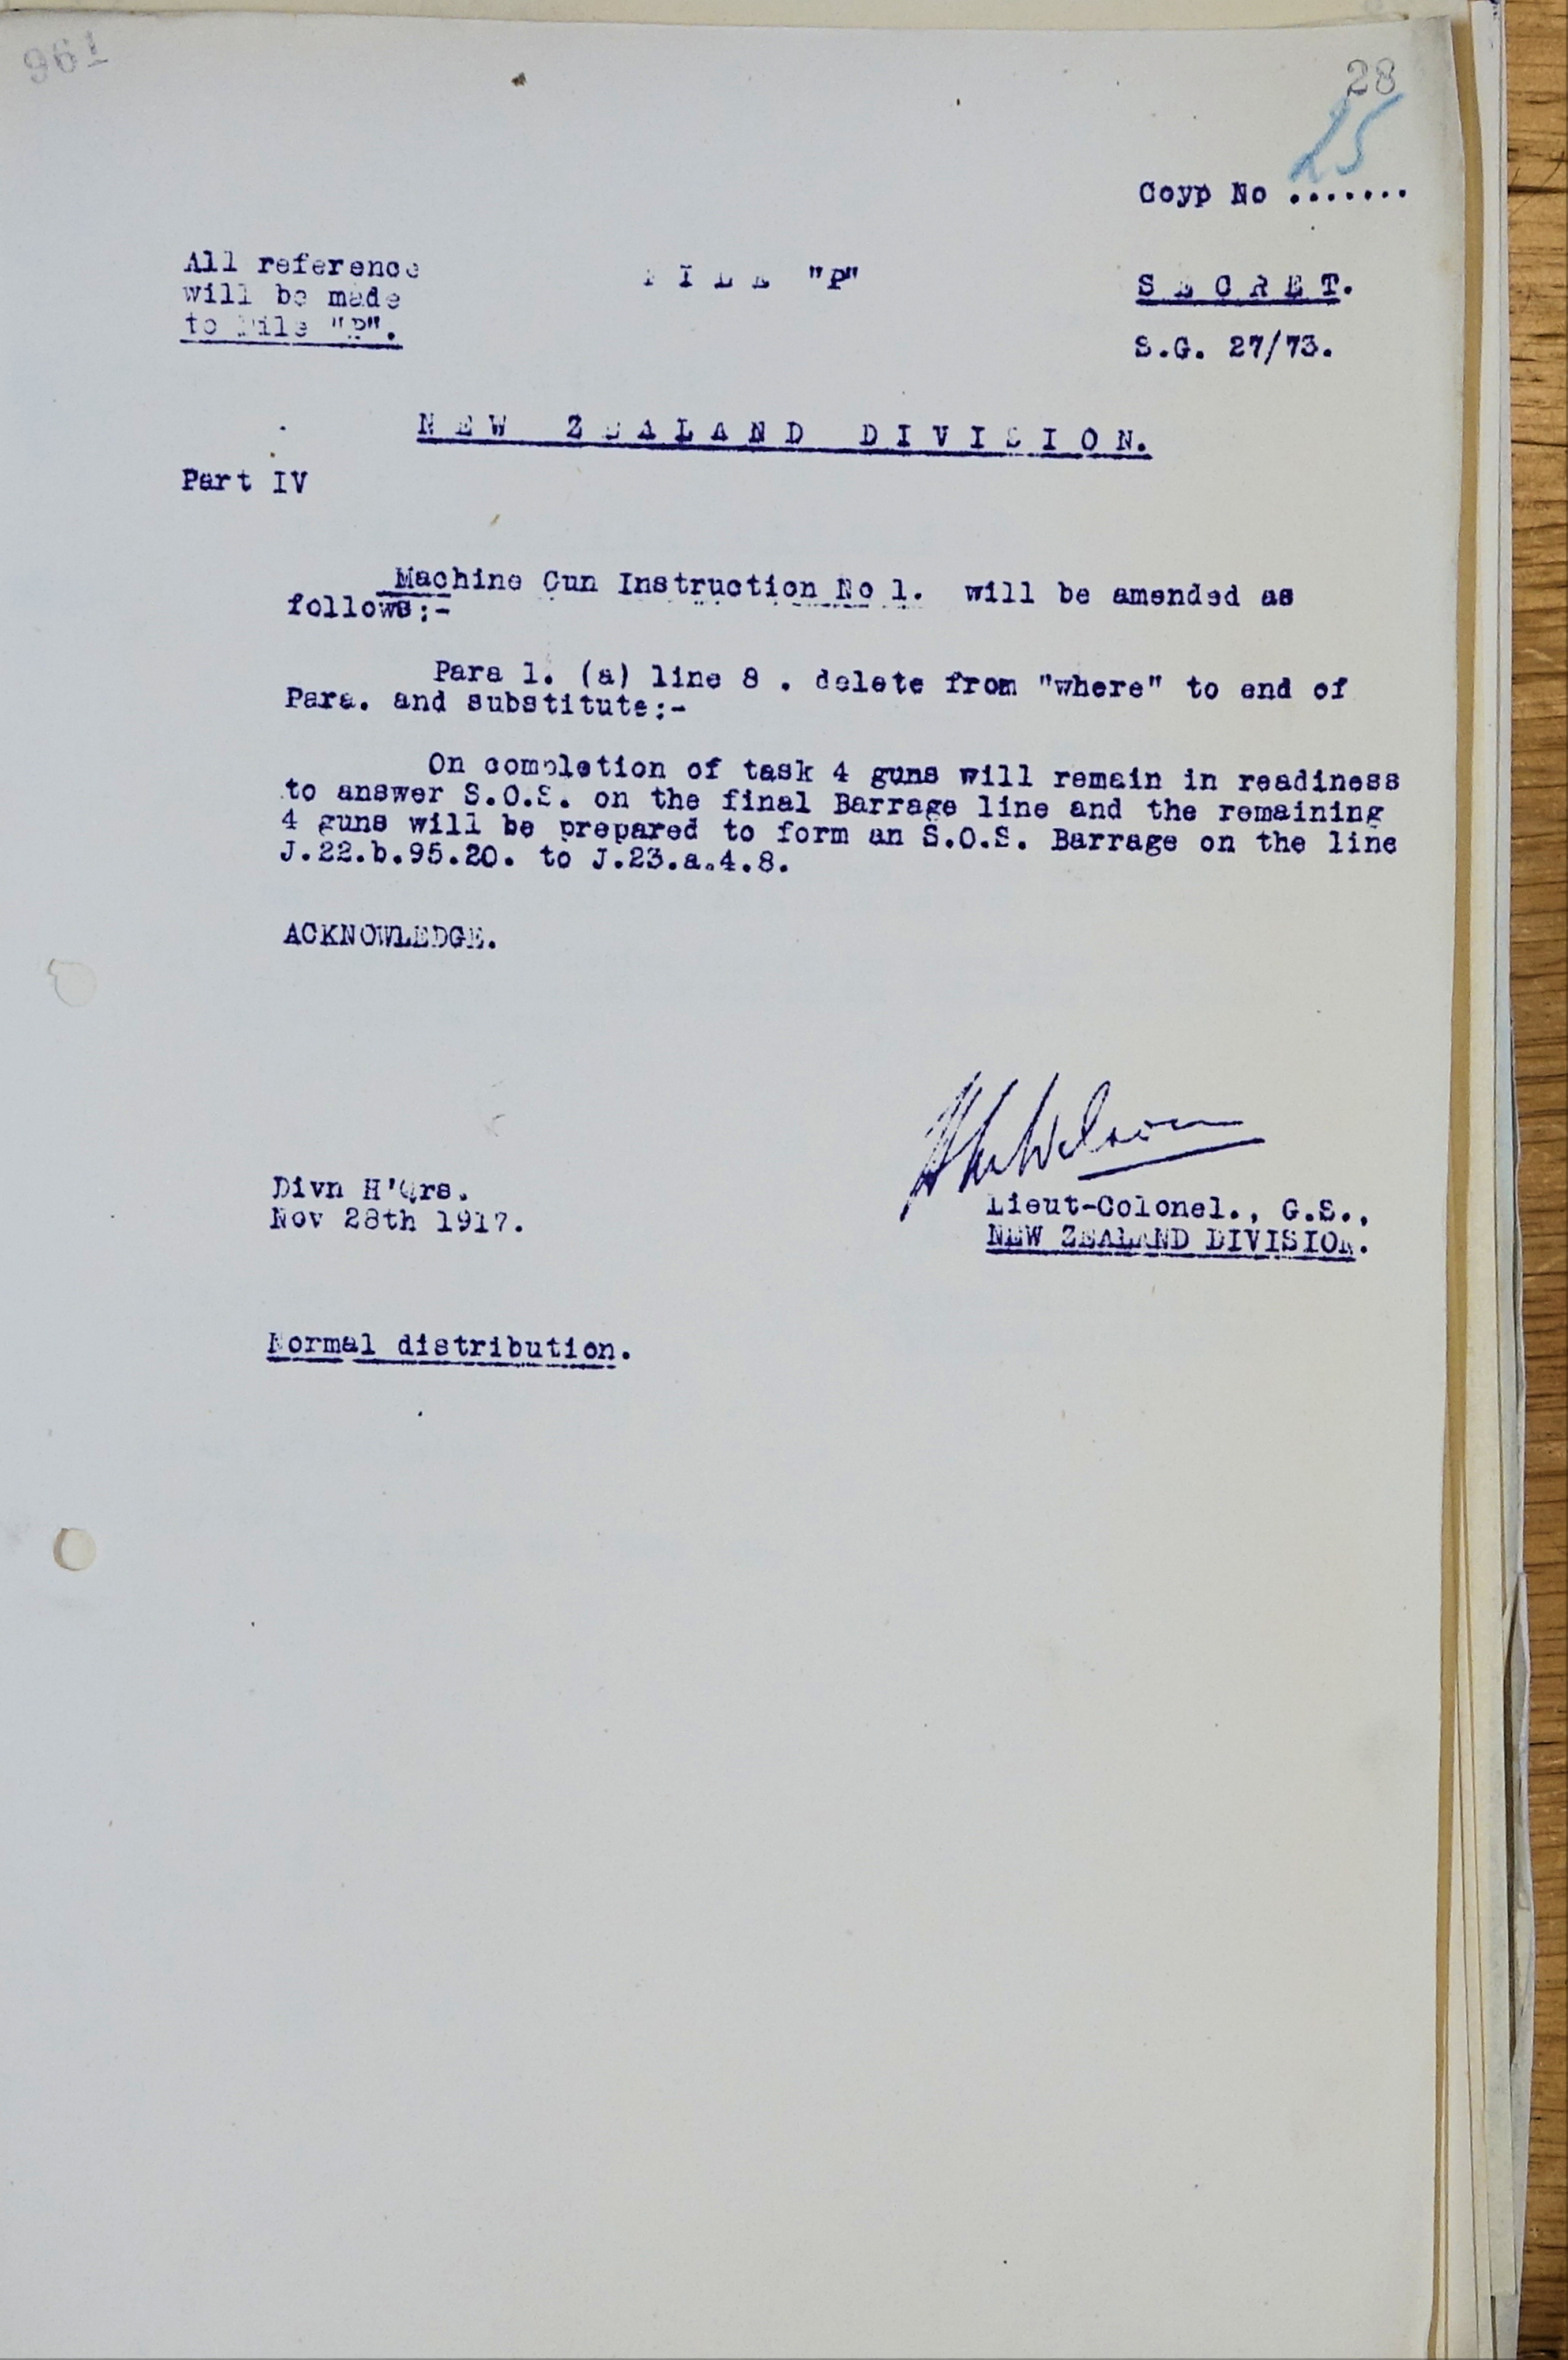 961
28
25
Coyp No .......
All reference
will be made
to File "P".
FILE "P"
S E C R E T.
S.G. 27/73.
N E W Z E A L A N D D I V I S I O N.
Part IV
Machine Gun Instruction No 1. will be amended as
follows:-
Para 1. (a) line 8 . delete from "where" to end of
Para. and substitute:-
On completion of task 4 guns will remain in readiness
to answer S.O.S. on the final Barrage line and the remaining
4 guns will be prepared to form an S.O.S. Barrage on the line
J.22.b.95.20. to J.23.a.4.8.
ACKNOWLEDGE.
Divn H'Qrs.
Nov 28th 1917.
Lieut-Colonel., G.S.,
NEW ZEALAND DIVISION.
Normal distribution.